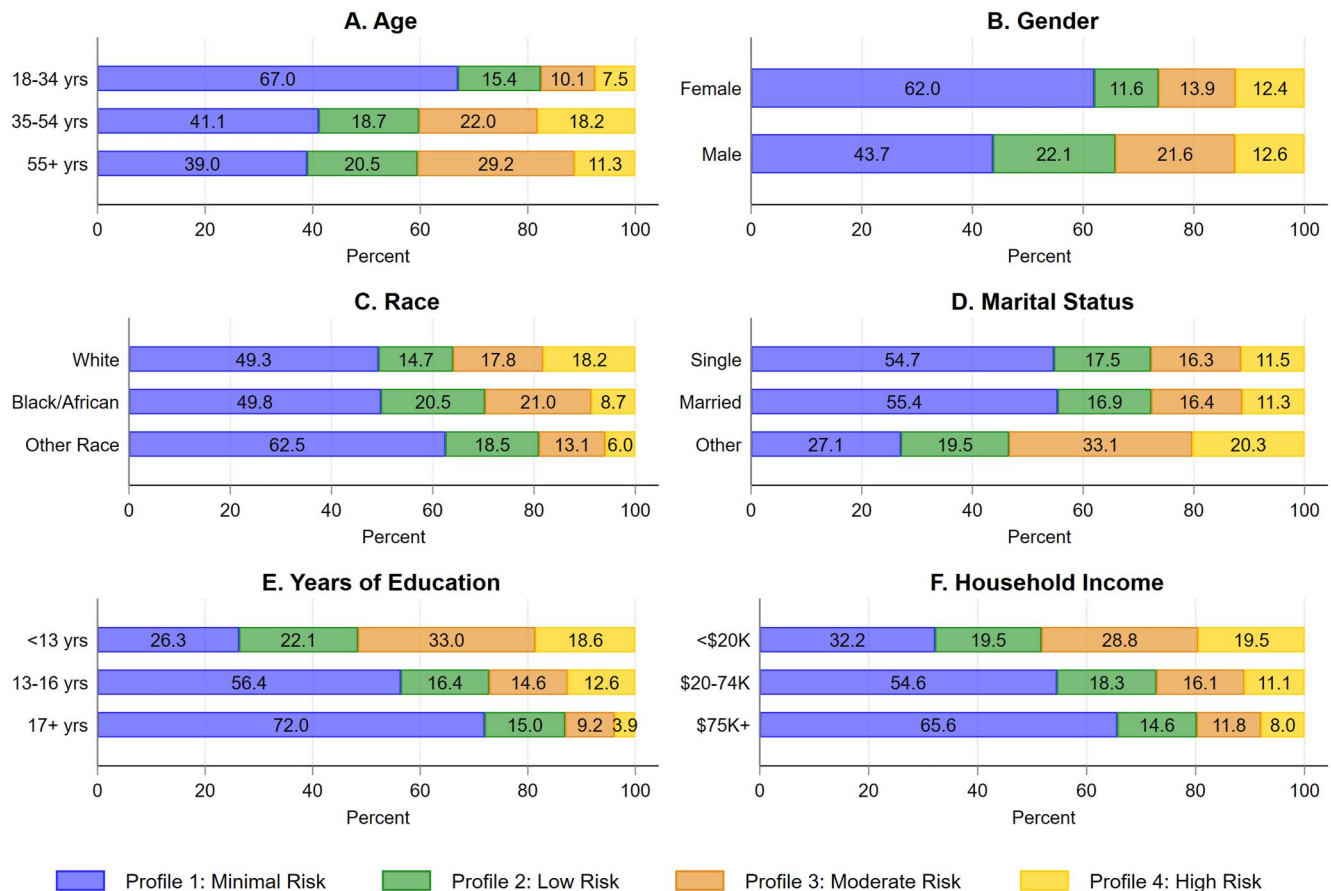 A. Age
18-34 yrs 67.0 15.4 10.1 7.5
35-54 yrs 41.1 18.7 22.0 18.2
55+ yrs 39.0 20.5 29.2 11.3
0 20 40 60 80 100
Percent
B. Gender
Female 62.0 11.6 13.9 12.4
Male 43.7 22.1 21.6 12.6
0 20 40 60 80 100
Percent
C. Race
White 49.3 14.7 17.8 18.2
Black/African 49.8 20.5 21.0 8.7
Other Race 62.5 18.5 13.1 6.0
0 20 40 60 80 100
Percent
D. Marital Status
Single 54.7 17.5 16.3 11.5
Married 55.4 16.9 16.4 11.3
Other 27.1 19.5 33.1 20.3
0 20 40 60 80 100
Percent
E. Years of Education
<13 yrs 26.3 22.1 33.0 18.6
13-16 yrs 56.4 16.4 14.6 12.6
17+ yrs 72.0 15.0 9.2 3.9
0 20 40 60 80 100
Percent
F. Household Income
<$20K 32.2 19.5 28.8 19.5
$20-74K 54.6 18.3 16.1 11.1
$75K+ 65.6 14.6 11.8 8.0
0 20 40 60 80 100
Percent
Profile 1: Minimal Risk Profile 2: Low Risk Profile 3: Moderate Risk Profile 4: High Risk